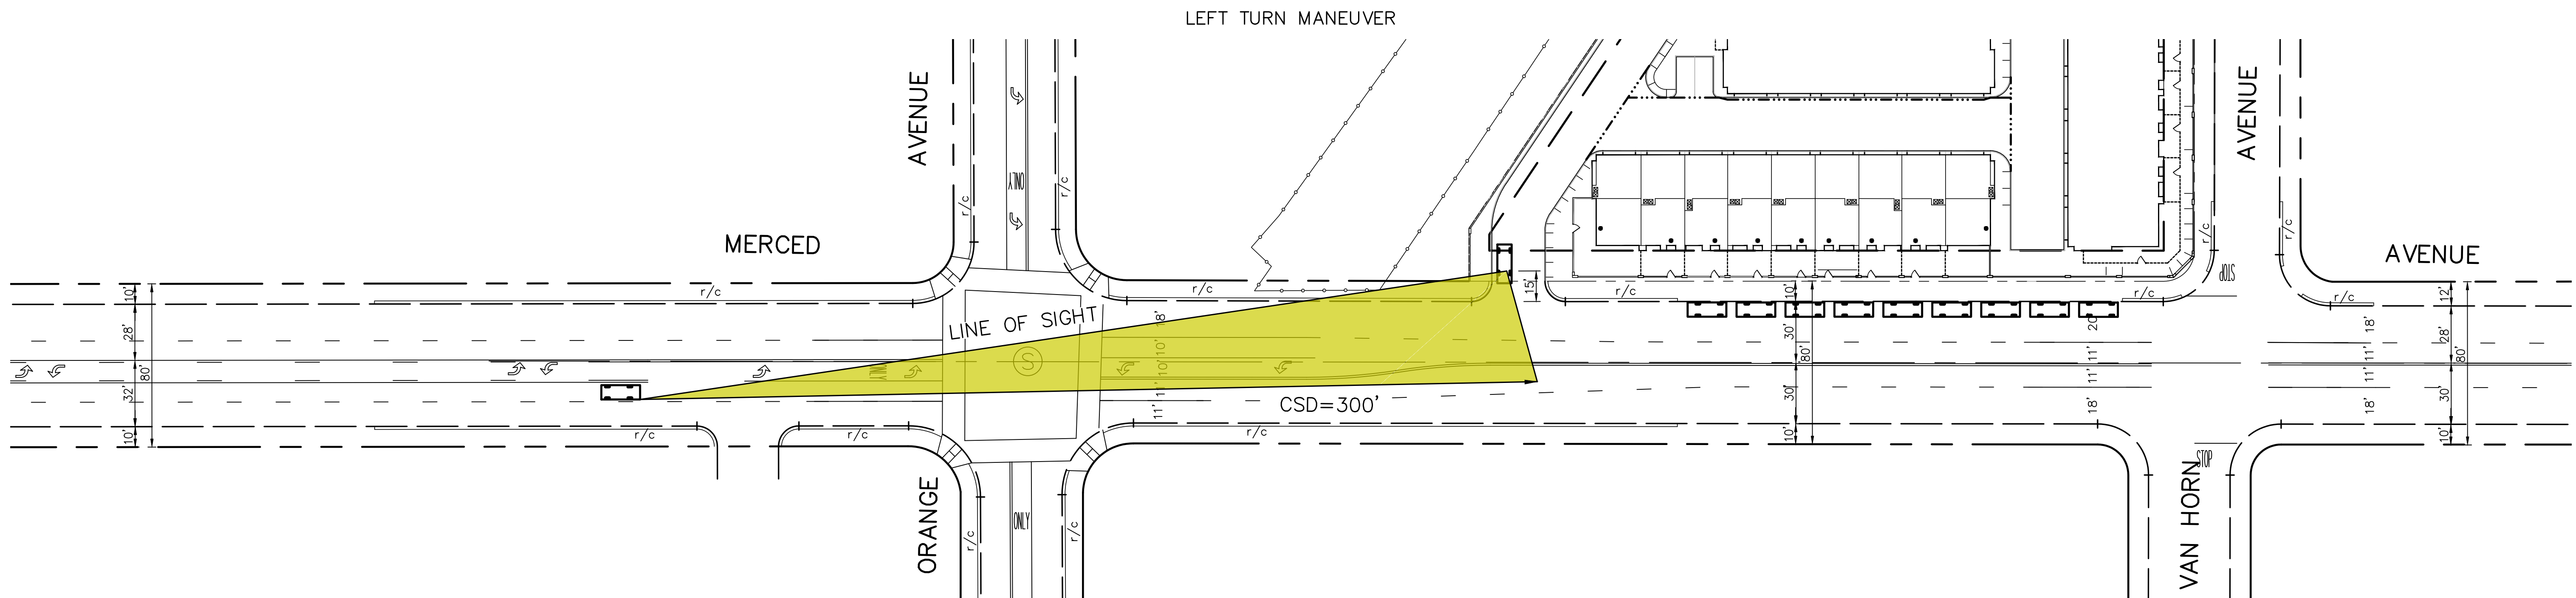 LEFT TURN MANEUVER
AVENUE
AVENUE
ONLY
MERCED
AVENUE
r/c
r/c
r/c
r/c
STOP
r/c
r/c
r/c
r/c
r/c
r/c
10'
28'
80'
32'
10'
LINE OF SIGHT
S
ONLY
18'
10'
10'
11'
11'
15'
10'
30'
80'
30'
10'
20'
11'
11'
18'
18'
11'
11'
18'
12'
28'
80'
30'
10'
CSD=300'
r/c
r/c
r/c
r/c
r/c
ORANGE
ONLY
STOP
VAN HORN